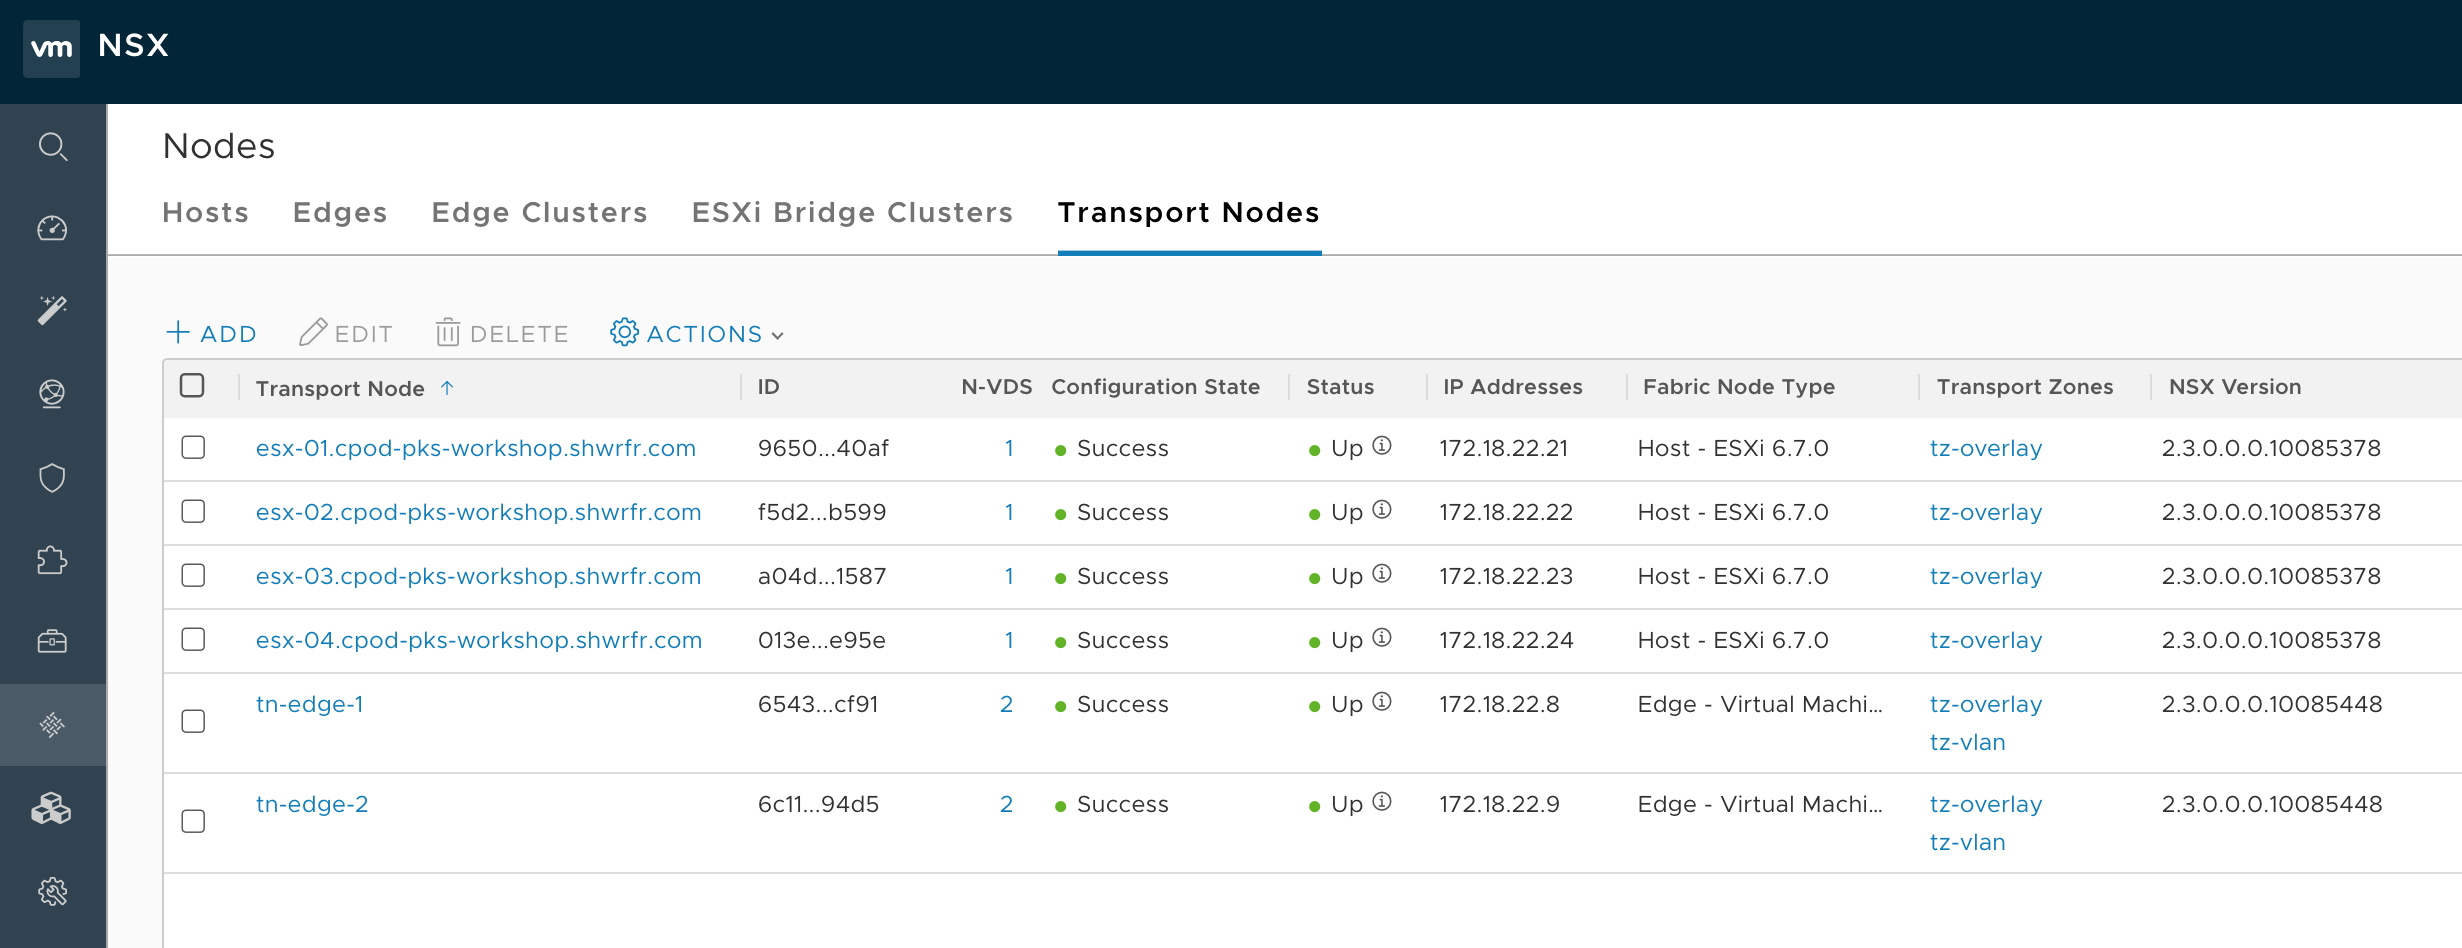 vm NSX
Nodes
Hosts Edges Edge Clusters ESXi Bridge Clusters Transport Nodes
+ ADD EDIT DELETE ACTIONS
Transport Node ↑ ID N-VDS Configuration State Status IP Addresses Fabric Node Type Transport Zones NSX Version
esx-01.cpod-pks-workshop.shwrfr.com 9650...40af 1 Success Up 172.18.22.21 Host - ESXi 6.7.0 tz-overlay 2.3.0.0.0.10085378
esx-02.cpod-pks-workshop.shwrfr.com f5d2...b599 1 Success Up 172.18.22.22 Host - ESXi 6.7.0 tz-overlay 2.3.0.0.0.10085378
esx-03.cpod-pks-workshop.shwrfr.com a04d...1587 1 Success Up 172.18.22.23 Host - ESXi 6.7.0 tz-overlay 2.3.0.0.0.10085378
esx-04.cpod-pks-workshop.shwrfr.com 013e...e95e 1 Success Up 172.18.22.24 Host - ESXi 6.7.0 tz-overlay 2.3.0.0.0.10085378
tn-edge-1 6543...cf91 2 Success Up 172.18.22.8 Edge - Virtual Machi... tz-overlay 2.3.0.0.0.10085448
tz-vlan
tn-edge-2 6c11...94d5 2 Success Up 172.18.22.9 Edge - Virtual Machi... tz-overlay 2.3.0.0.0.10085448
tz-vlan